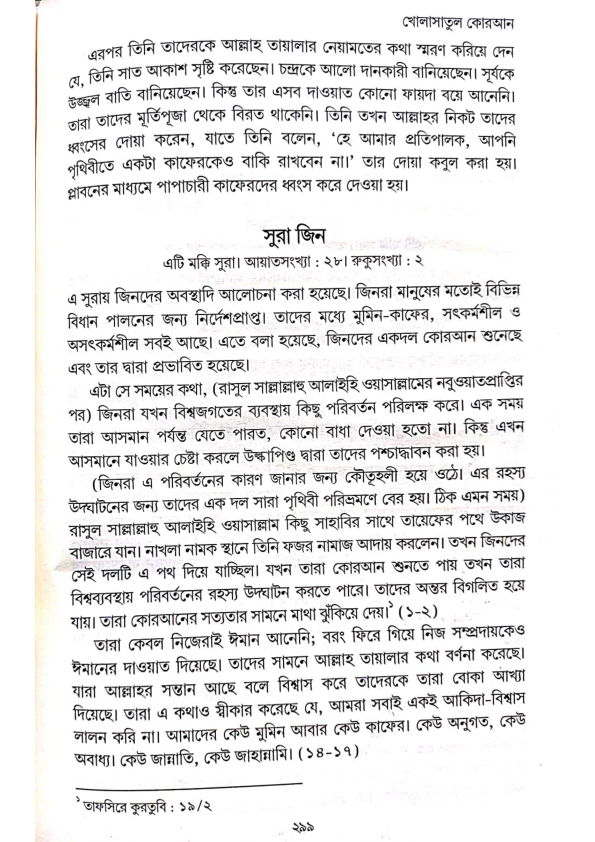 খোলাসাতুল কোরআন
এরপর তিনি তাদেরকে আল্লাহ তায়ালার নেয়ামতের কথা স্মরণ করিয়ে দেন
যে, তিনি সাত আকাশ সৃষ্টি করেছেন। চন্দ্রকে আলো দানকারী বানিয়েছেন। সূর্যকে
উজ্জ্বল বাতি বানিয়েছেন। কিন্তু তার এসব দাওয়াত কোনো ফায়দা বয়ে আনেনি।
তারা তাদের মূর্তিপূজা থেকে বিরত থাকেনি। তিনি তখন আল্লাহর নিকট তাদের
ধ্বংসের দোয়া করেন, যাতে তিনি বলেন, ‘হে আমার প্রতিপালক, আপনি
পৃথিবীতে একটা কাফেরকেও বাকি রাখবেন না।’ তার দোয়া কবুল করা হয়।
প্লাবনের মাধ্যমে পাপাচারী কাফেরদের ধ্বংস করে দেওয়া হয়।
সুরা জিন
এটি মক্কি সুরা। আয়াতসংখ্যা : ২৮। রুকুসংখ্যা : ২
এ সুরায় জিনদের অবস্থাদি আলোচনা করা হয়েছে। জিনরা মানুষের মতোই বিভিন্ন
বিধান পালনের জন্য নির্দেশপ্রাপ্ত। তাদের মধ্যে মুমিন-কাফের, সৎকর্মশীল ও
অসৎকর্মশীল সবই আছে। এতে বলা হয়েছে, জিনদের একদল কোরআন শুনেছে
এবং তার দ্বারা প্রভাবিত হয়েছে।
এটা সে সময়ের কথা, (রাসুল সাল্লাল্লাহু আলাইহি ওয়াসাল্লামের নবুওয়াতপ্রাপ্তির
পর) জিনরা যখন বিশ্বজগতের ব্যবস্থায় কিছু পরিবর্তন পরিলক্ষ করে। এক সময়
তারা আসমান পর্যন্ত যেতে পারত, কোনো বাধা দেওয়া হতো না। কিন্তু এখন
আসমানে যাওয়ার চেষ্টা করলে উল্কাপিণ্ড দ্বারা তাদের পশ্চাদ্ধাবন করা হয়।
(জিনরা এ পরিবর্তনের কারণ জানার জন্য কৌতূহলী হয়ে ওঠে। এর রহস্য
উদ্ঘাটনের জন্য তাদের এক দল সারা পৃথিবী পরিভ্রমণে বের হয়। ঠিক এমন সময়)
রাসুল সাল্লাল্লাহু আলাইহি ওয়াসাল্লাম কিছু সাহাবির সাথে তায়েফের পথে উকাজ
বাজারে যান। নাখলা নামক স্থানে তিনি ফজর নামাজ আদায় করলেন। তখন জিনদের
সেই দলটি এ পথ দিয়ে যাচ্ছিল। যখন তারা কোরআন শুনতে পায় তখন তারা
বিশ্বব্যবস্থায় পরিবর্তনের রহস্য উদঘাটন করতে পারে। তাদের অন্তর বিগলিত হয়ে
যায়। তারা কোরআনের সত্যতার সামনে মাথা ঝুঁকিয়ে দেয়।১ (১-২)
তারা কেবল নিজেরাই ঈমান আনেনি; বরং ফিরে গিয়ে নিজ সম্প্রদায়কেও
ঈমানের দাওয়াত দিয়েছে। তাদের সামনে আল্লাহ তায়ালার কথা বর্ণনা করেছে।
যারা আল্লাহর সন্তান আছে বলে বিশ্বাস করে তাদেরকে তারা বোকা আখ্যা
দিয়েছে। তারা এ কথাও স্বীকার করেছে যে, আমরা সবাই একই আকিদা-বিশ্বাস
লালন করি না। আমাদের কেউ মুমিন আবার কেউ কাফের। কেউ অনুগত, কেউ
অবাধ্য। কেউ জান্নাতি, কেউ জাহান্নামি। (১৪-১৭)
১ তাফসিরে কুরতুবি : ১৯/২
২৯৯